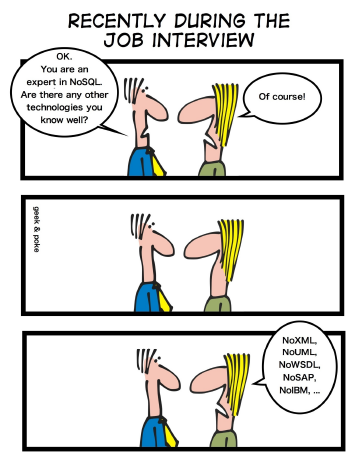 RECENTLY DURING THE
JOB INTERVIEW
OK.
You are an
expert in NoSQL.
Are there any other
technologies you
know well?
Of course!
geek & poke
NoXML,
NoUML,
NoWSDL,
NoSAP,
NoIBM, ...